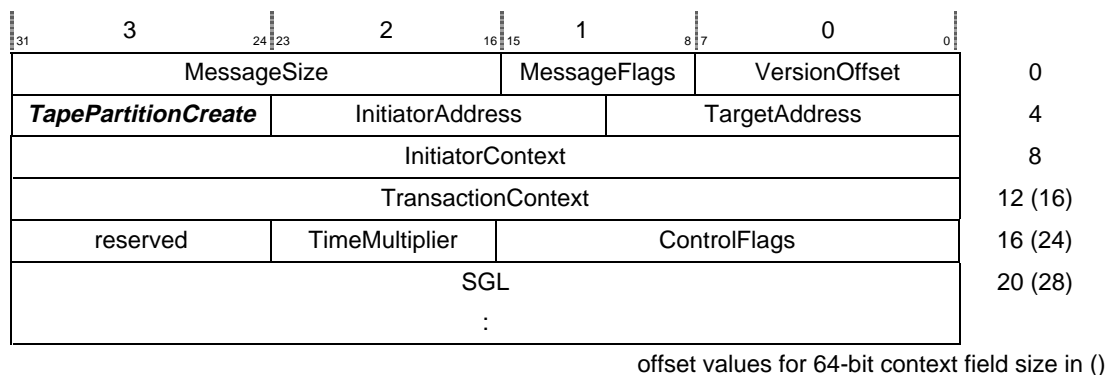 3 2 1 0
31 24 23 16 15 8 7 0
MessageSize MessageFlags VersionOffset 0
TapePartitionCreate InitiatorAddress TargetAddress 4
InitiatorContext 8
TransactionContext 12 (16)
reserved TimeMultiplier ControlFlags 16 (24)
SGL 20 (28)
:
offset values for 64-bit context field size in ()